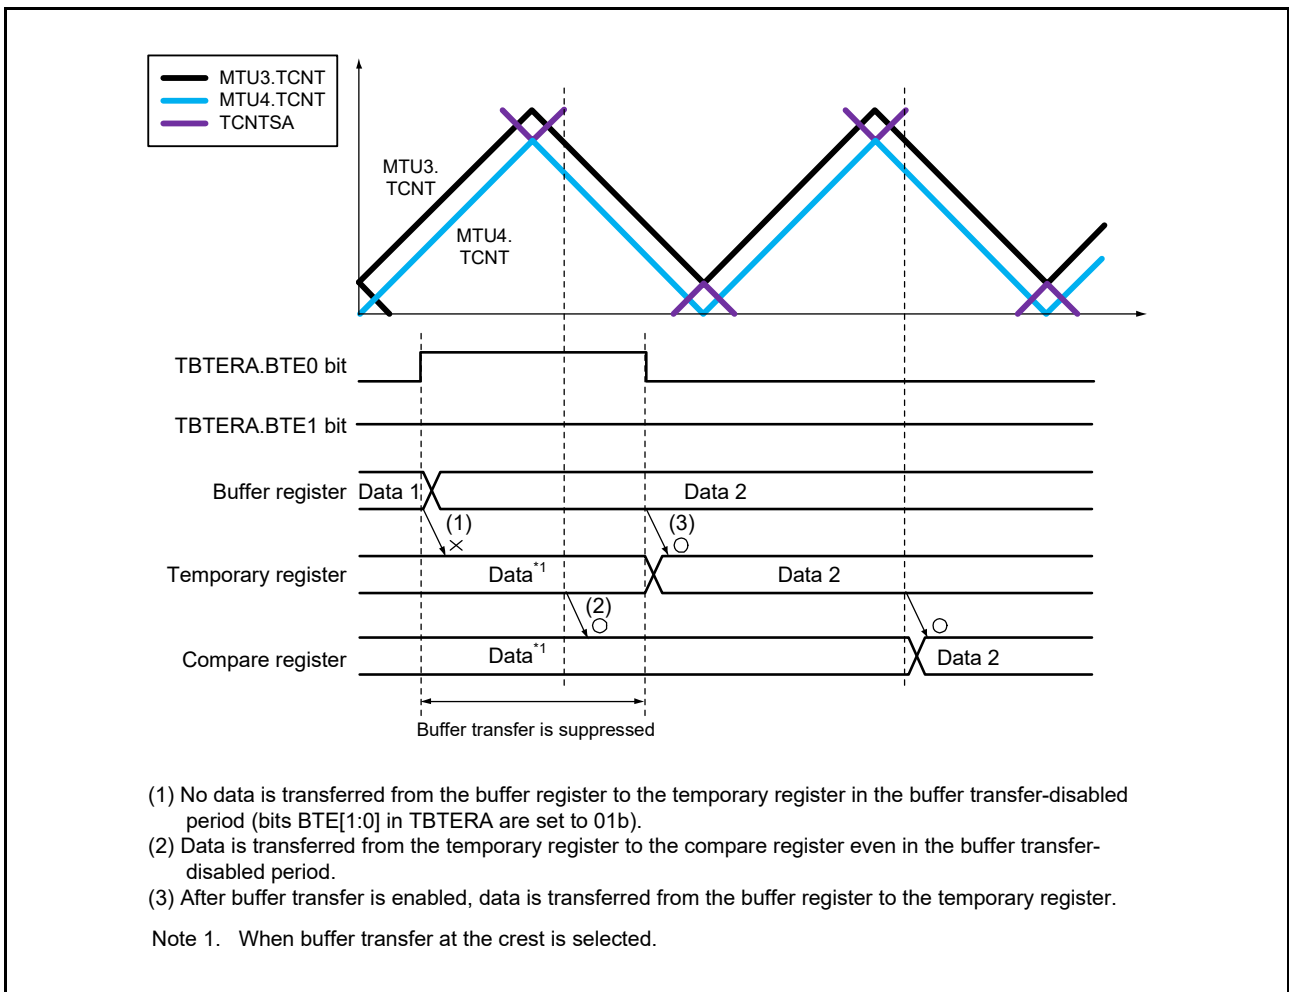 MTU3.TCNT
MTU4.TCNT
TCNTSA
MTU3.
TCNT
MTU4.
TCNT
TBTERA.BTE0 bit
TBTERA.BTE1 bit
Buffer register
Data 1
Data 2
(1)
×
(3)
○
Temporary register
Data*1
Data 2
(2)
○
○
Compare register
Data*1
Data 2
Buffer transfer is suppressed
(1) No data is transferred from the buffer register to the temporary register in the buffer transfer-disabled
period (bits BTE[1:0] in TBTERA are set to 01b).
(2) Data is transferred from the temporary register to the compare register even in the buffer transfer-
disabled period.
(3) After buffer transfer is enabled, data is transferred from the buffer register to the temporary register.
Note 1. When buffer transfer at the crest is selected.